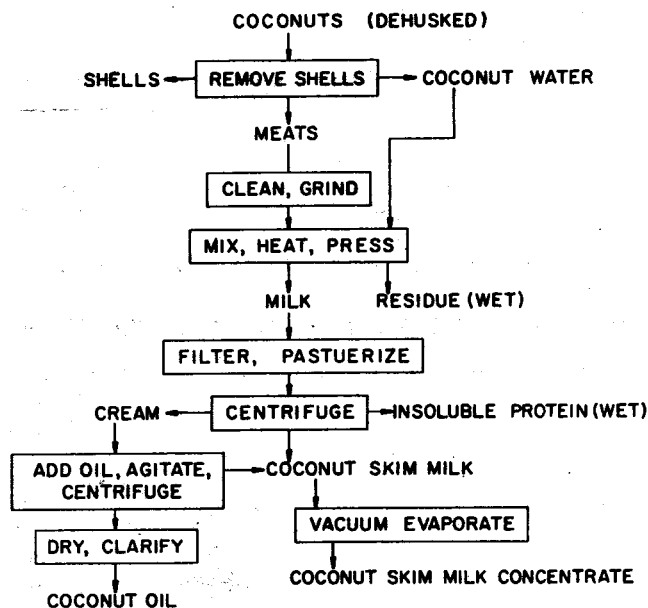 COCONUTS (DEHUSKED)
SHELLS
REMOVE SHELLS
COCONUT WATER
MEATS
CLEAN, GRIND
MIX, HEAT, PRESS
MILK
RESIDUE (WET)
FILTER, PASTUERIZE
CREAM
CENTRIFUGE
INSOLUBLE PROTEIN (WET)
ADD OIL, AGITATE,
CENTRIFUGE
COCONUT SKIM MILK
VACUUM EVAPORATE
DRY, CLARIFY
COCONUT SKIM MILK CONCENTRATE
COCONUT OIL